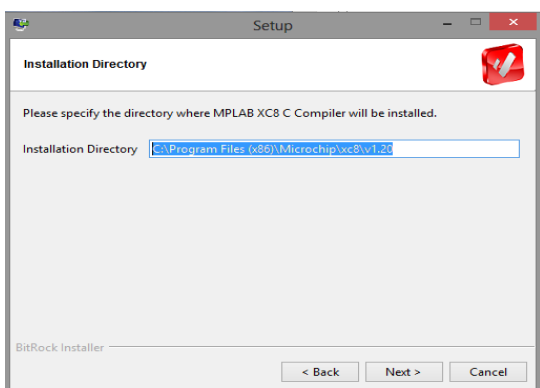 Setup
Installation Directory
Please specify the directory where MPLAB XC8 C Compiler will be installed.
Installation Directory C:\Program Files (x86)\Microchip\xc8\v1.20
BitRock Installer
< Back Next > Cancel